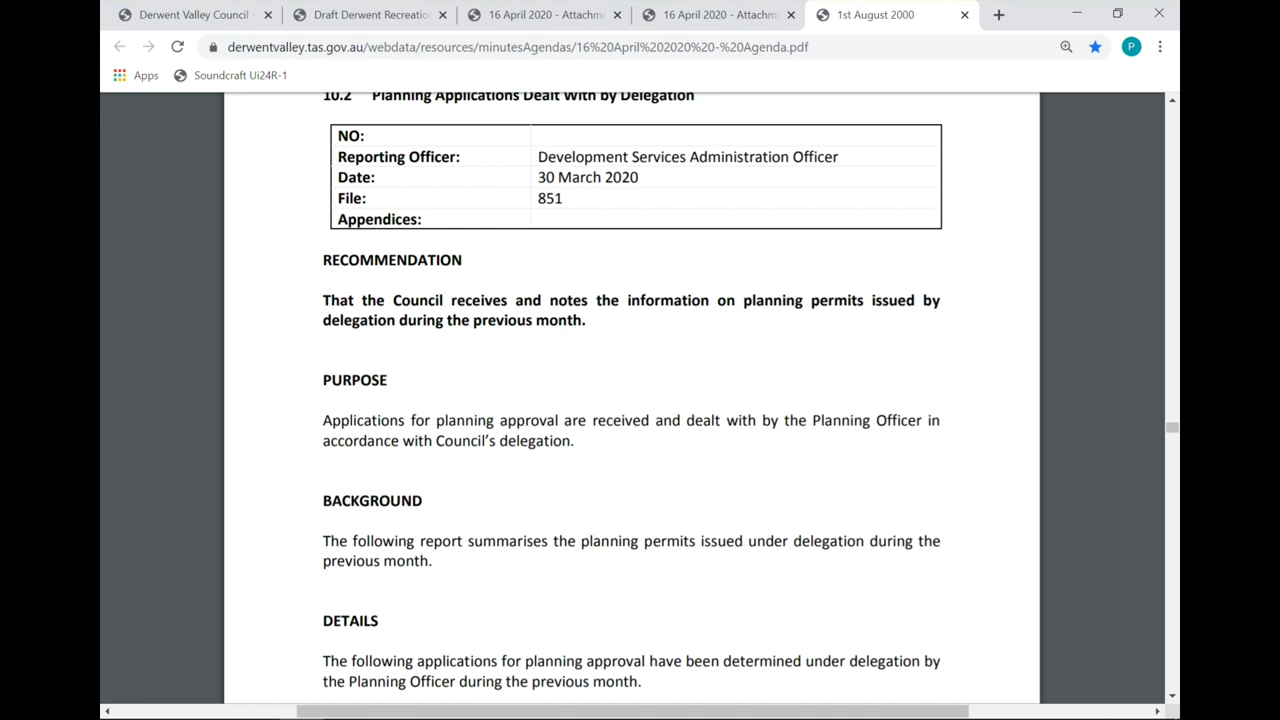 Derwent Valley Council -
Draft Derwent Recreatio
16 April 2020 - Attachm
16 April 2020 - Attachm
1st August 2000
derwentvalley.tas.gov.au/webdata/resources/minutesAgendas/16%20April%202020%20-%20Agenda.pdf
P
Apps
Soundcraft Ui24R-1
10.2 Planning Applications Dealt With by Delegation
NO:
Reporting Officer: Development Services Administration Officer
Date: 30 March 2020
File: 851
Appendices:
RECOMMENDATION
That the Council receives and notes the information on planning permits issued by
delegation during the previous month.
PURPOSE
Applications for planning approval are received and dealt with by the Planning Officer in
accordance with Council's delegation.
BACKGROUND
The following report summarises the planning permits issued under delegation during the
previous month.
DETAILS
The following applications for planning approval have been determined under delegation by
the Planning Officer during the previous month.